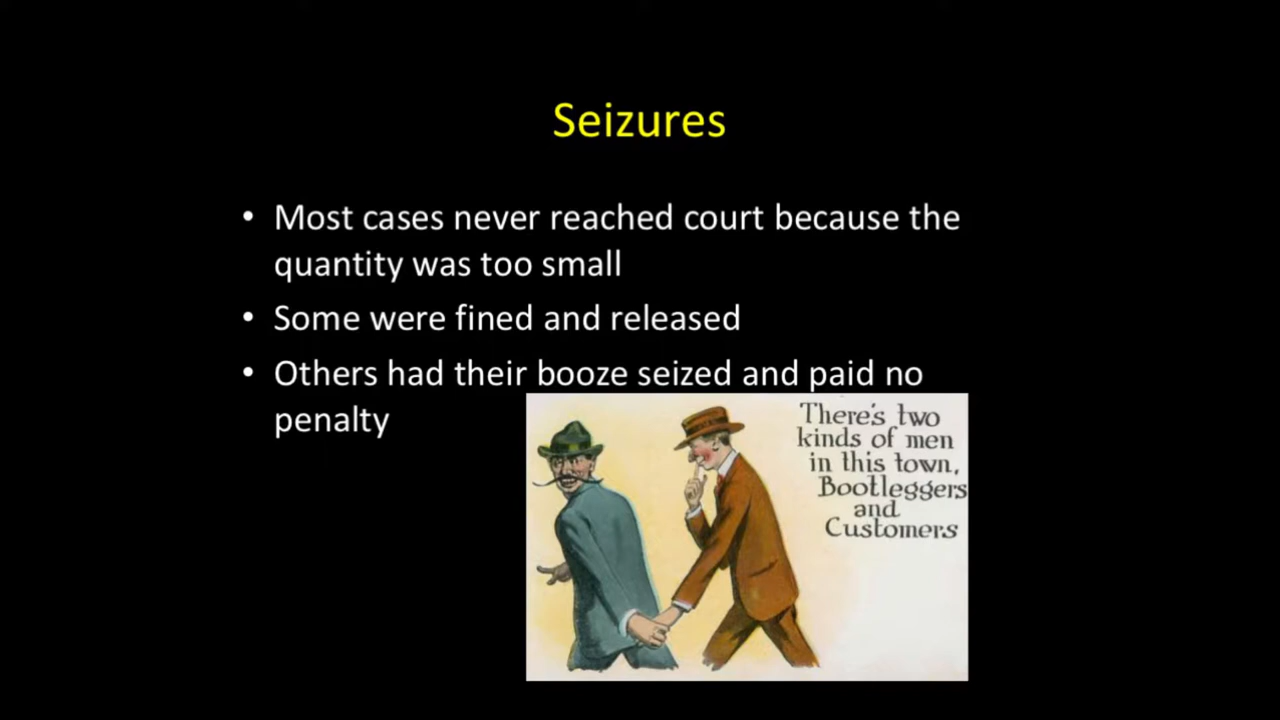 Seizures
• Most cases never reached court because the
quantity was too small
• Some were fined and released
• Others had their booze seized and paid no
penalty
There's two
kinds of men
in this town,
Bootleggers
and
Customers